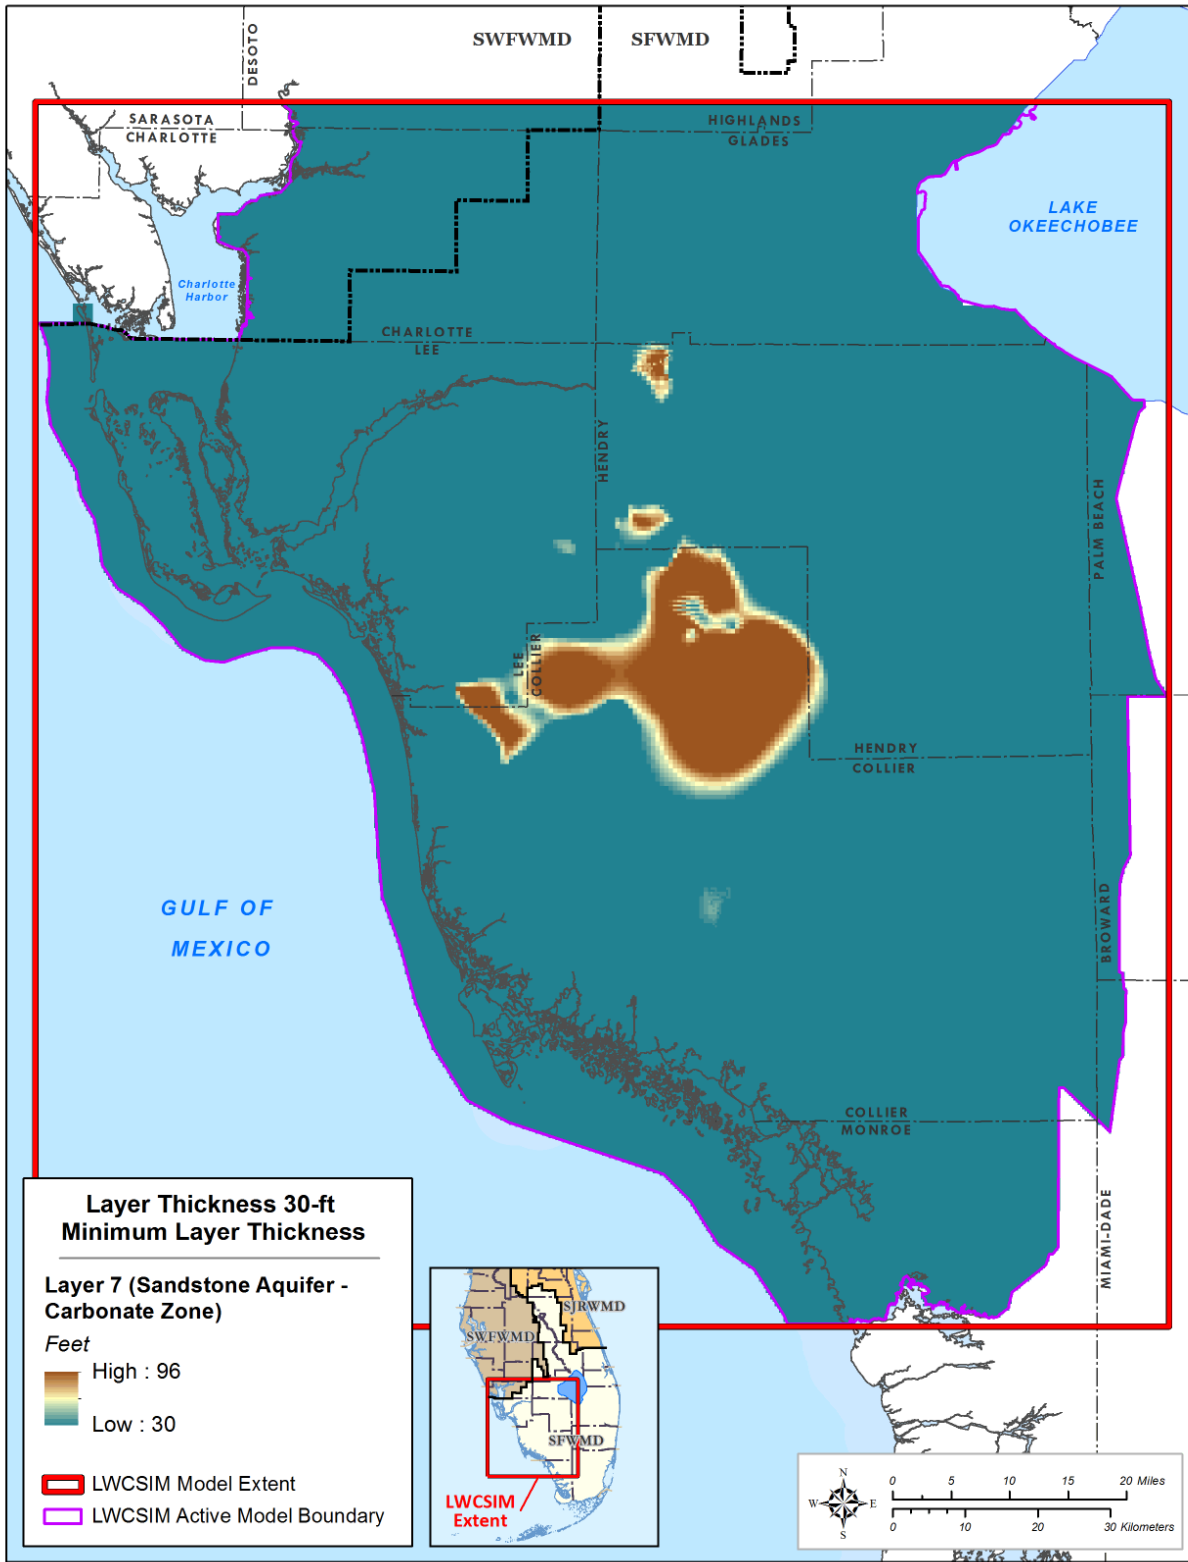 DESOTO
SWFWMD
SFWMD
SARASOTA
CHARLOTTE
HIGHLANDS
GLADES
LAKE
OKEECHOBEE
Charlotte
Harbor
CHARLOTTE
LEE
HENDRY
PALM BEACH
LEE
COLLIER
HENDRY
COLLIER
GULF OF
MEXICO
BROWARD
COLLIER
MONROE
MIAMI-DADE
Layer Thickness 30-ft
Minimum Layer Thickness
Layer 7 (Sandstone Aquifer -
Carbonate Zone)
Feet
High : 96
Low : 30
LWCSIM Model Extent
LWCSIM Active Model Boundary
SJRWMD
SWFWMD
SFWMD
LWCSIM
Extent
N
W E
S
0 5 10 15 20 Miles
0 10 20 30 Kilometers